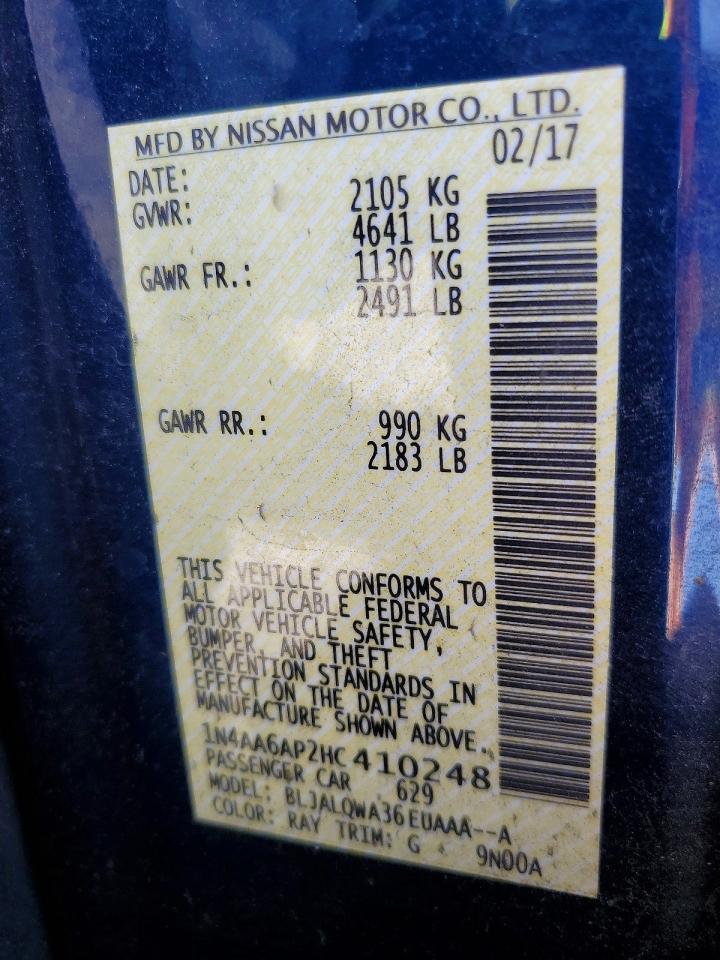 MFD BY NISSAN MOTOR CO., LTD.
DATE: 02/17
GVWR: 2105 KG
4641 LB
GAWR FR.: 1130 KG
2491 LB
GAWR RR.: 990 KG
2183 LB
THIS VEHICLE CONFORMS TO
ALL APPLICABLE FEDERAL
MOTOR VEHICLE SAFETY,
BUMPER, AND THEFT
PREVENTION STANDARDS IN
EFFECT ON THE DATE OF
MANUFACTURE SHOWN ABOVE.
1N4AA6AP2HC410248
PASSENGER CAR 629
MODEL: BLJALQWA36EUAAA--A
COLOR: RAY TRIM: G 9N00A